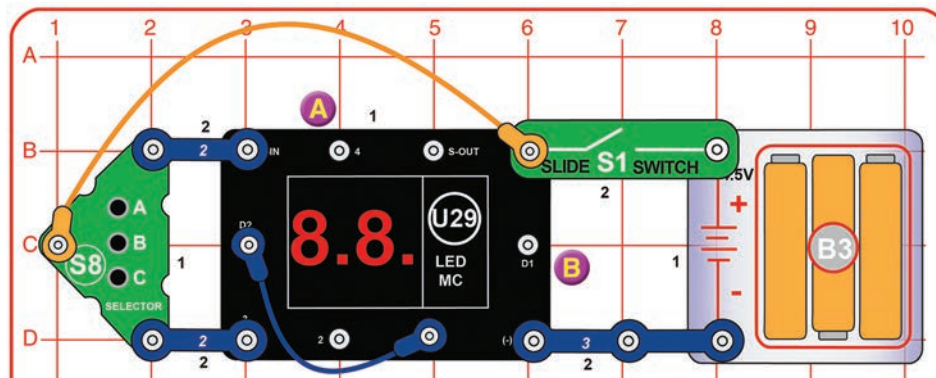 1 2 3 4 5 6 7 8 9 10
A
2 A 1
B 2 IN 4 S-OUT SLIDE S1 SWITCH
2 .5V
A
D2 8.8. U29 +
C S8 B 1 LED MC D1 B 1 B3
C
SELECTOR -
D 2 2 (-) 3
2 2